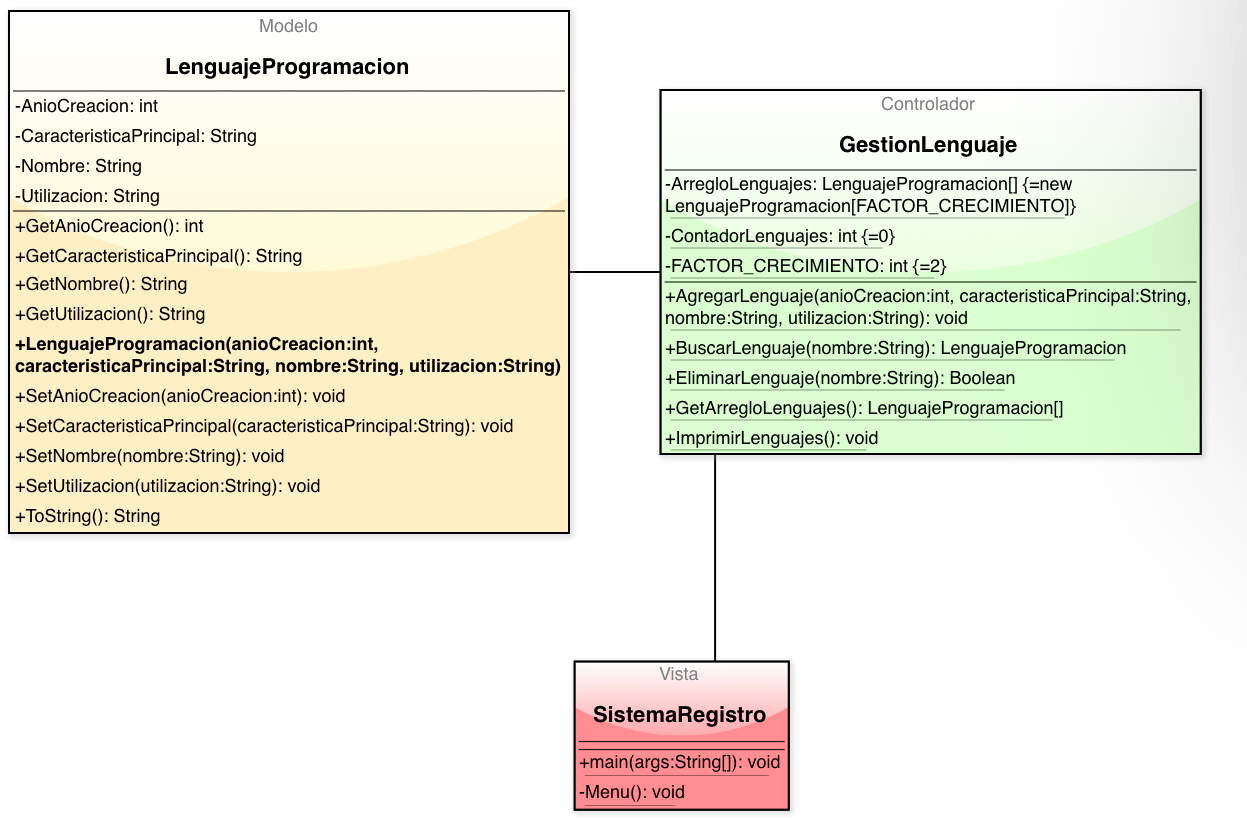 Modelo
LenguajeProgramacion
-AnioCreacion: int
-CaracteristicaPrincipal: String
-Nombre: String
-Utilizacion: String
+GetAnioCreacion(): int
+GetCaracteristicaPrincipal(): String
+GetNombre(): String
+GetUtilizacion(): String
+LenguajeProgramacion(anioCreacion:int,
caracteristicaPrincipal:String, nombre:String, utilizacion:String)
+SetAnioCreacion(anioCreacion:int): void
+SetCaracteristicaPrincipal(caracteristicaPrincipal:String): void
+SetNombre(nombre:String): void
+SetUtilizacion(utilizacion:String): void
+ToString(): String
Controlador
GestionLenguaje
-ArregloLenguajes: LenguajeProgramacion[] {=new
LenguajeProgramacion[FACTOR_CRECIMIENTO]}
-ContadorLenguajes: int {=0}
-FACTOR_CRECIMIENTO: int {=2}
+AgregarLenguaje(anioCreacion:int, caracteristicaPrincipal:String,
nombre:String, utilizacion:String): void
+BuscarLenguaje(nombre:String): LenguajeProgramacion
+EliminarLenguaje(nombre:String): Boolean
+GetArregloLenguajes(): LenguajeProgramacion[]
+ImprimirLenguajes(): void
Vista
SistemaRegistro
+main(args:String[]): void
-Menu(): void